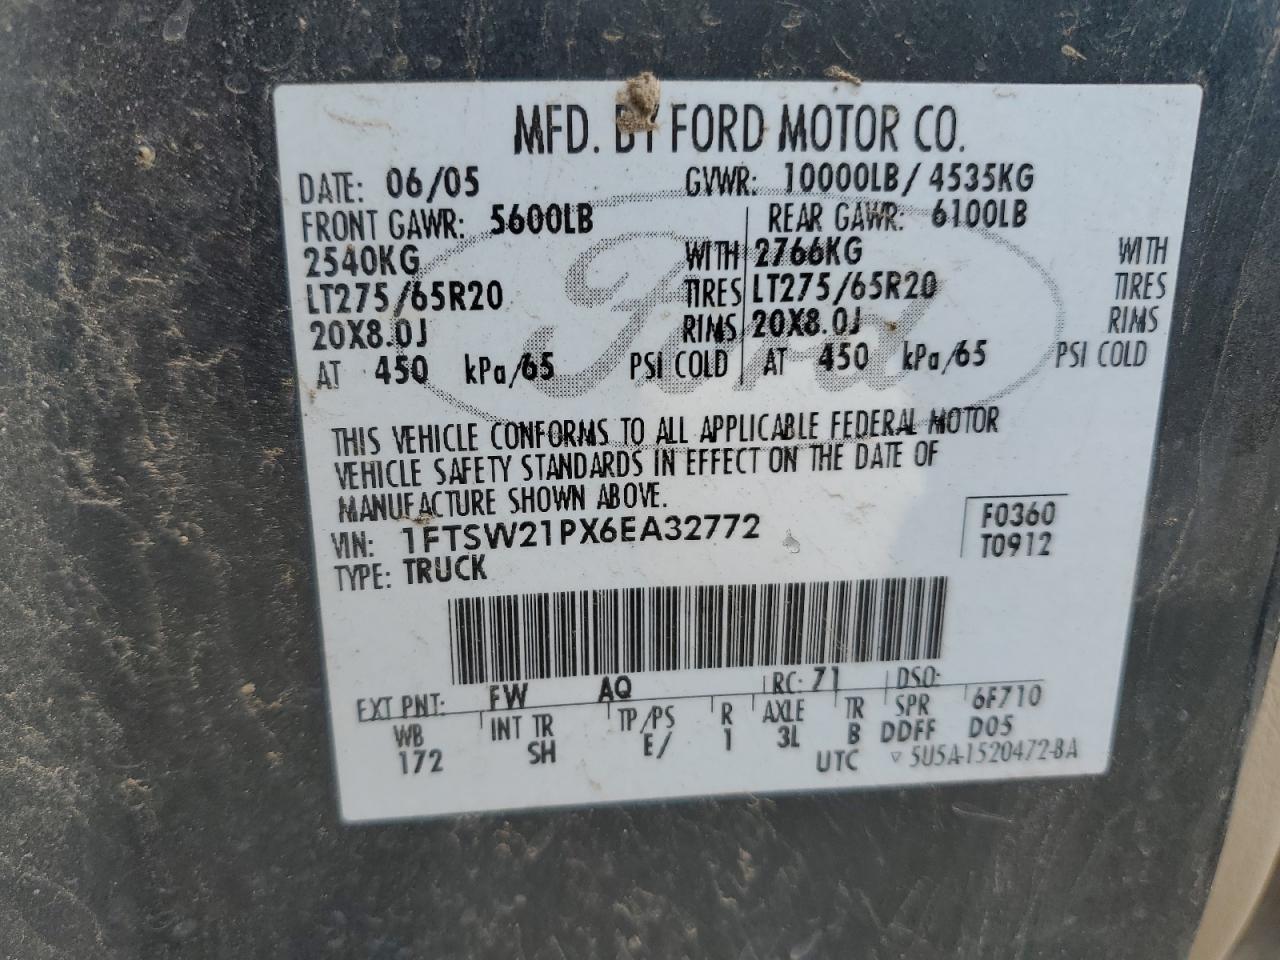 MFD. BY FORD MOTOR CO.
DATE: 06/05 GVWR: 10000LB/4535KG
FRONT GAWR: 5600LB REAR GAWR: 6100LB
2540KG WITH 2766KG WITH
LT275/65R20 TIRES LT275/65R20 TIRES
20X8.0J RIMS 20X8.0J RIMS
AT 450 kPa/65 PSI COLD AT 450 kPa/65 PSI COLD
Ford
THIS VEHICLE CONFORMS TO ALL APPLICABLE FEDERAL MOTOR
VEHICLE SAFETY STANDARDS IN EFFECT ON THE DATE OF
MANUFACTURE SHOWN ABOVE.
VIN: 1FTSW21PX6EA32772 F0360
TYPE: TRUCK T0912
EXT PNT: FW AQ RC: 71 DSO:
WB INT TR TP/PS R AXLE TR SPR 6F710
172 SH E/ 1 3L B DDFF D05
UTC ▽ 5U5A-1520472-BA